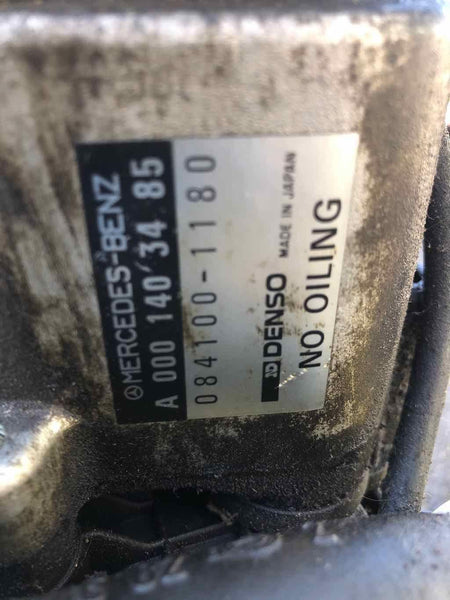 MERCEDES-BENZ
A 000 140 34 85
084100-1180
DENSO MADE IN JAPAN
NO OILING